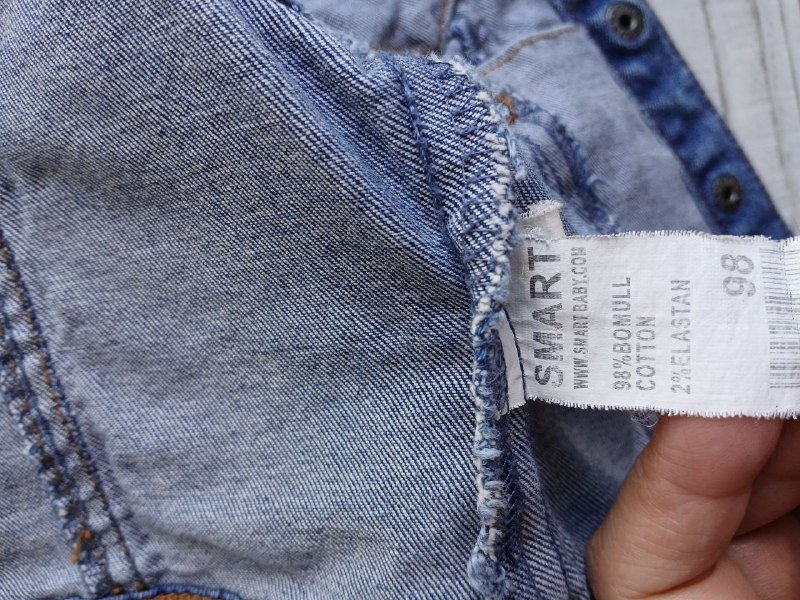 SMART
WWW.SMARTBABY.COM
98%BOMULL
COTTON
2%ELASTAN
98